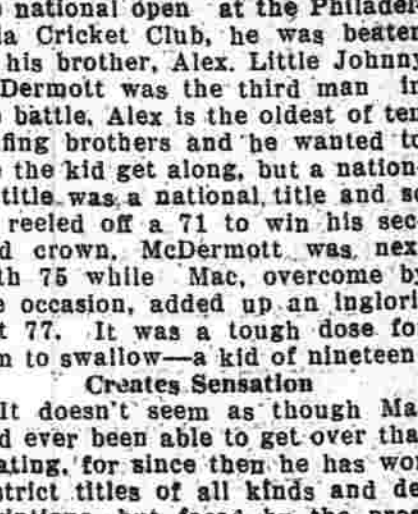 national open at the Philadel
la Cricket Club, he was beaten
his brother, Alex. Little Johnny
Dermott was the third man in
battle. Alex is the oldest of ten
fing brothers and he wanted to
the kid get along, but a nation-
title was a national title and so
reeled off a 71 to win his sec-
d crown. McDermott was nex
th 75 while Mac, overcome by
e occasion, added up an inglori
t 77. It was a tough dose fo
m to swallow—a kid of nineteen
Creates Sensation
It doesn't seem as though Ma
d ever been able to get over tha
ating, for since then he has wo
strict titles of all kinds and de